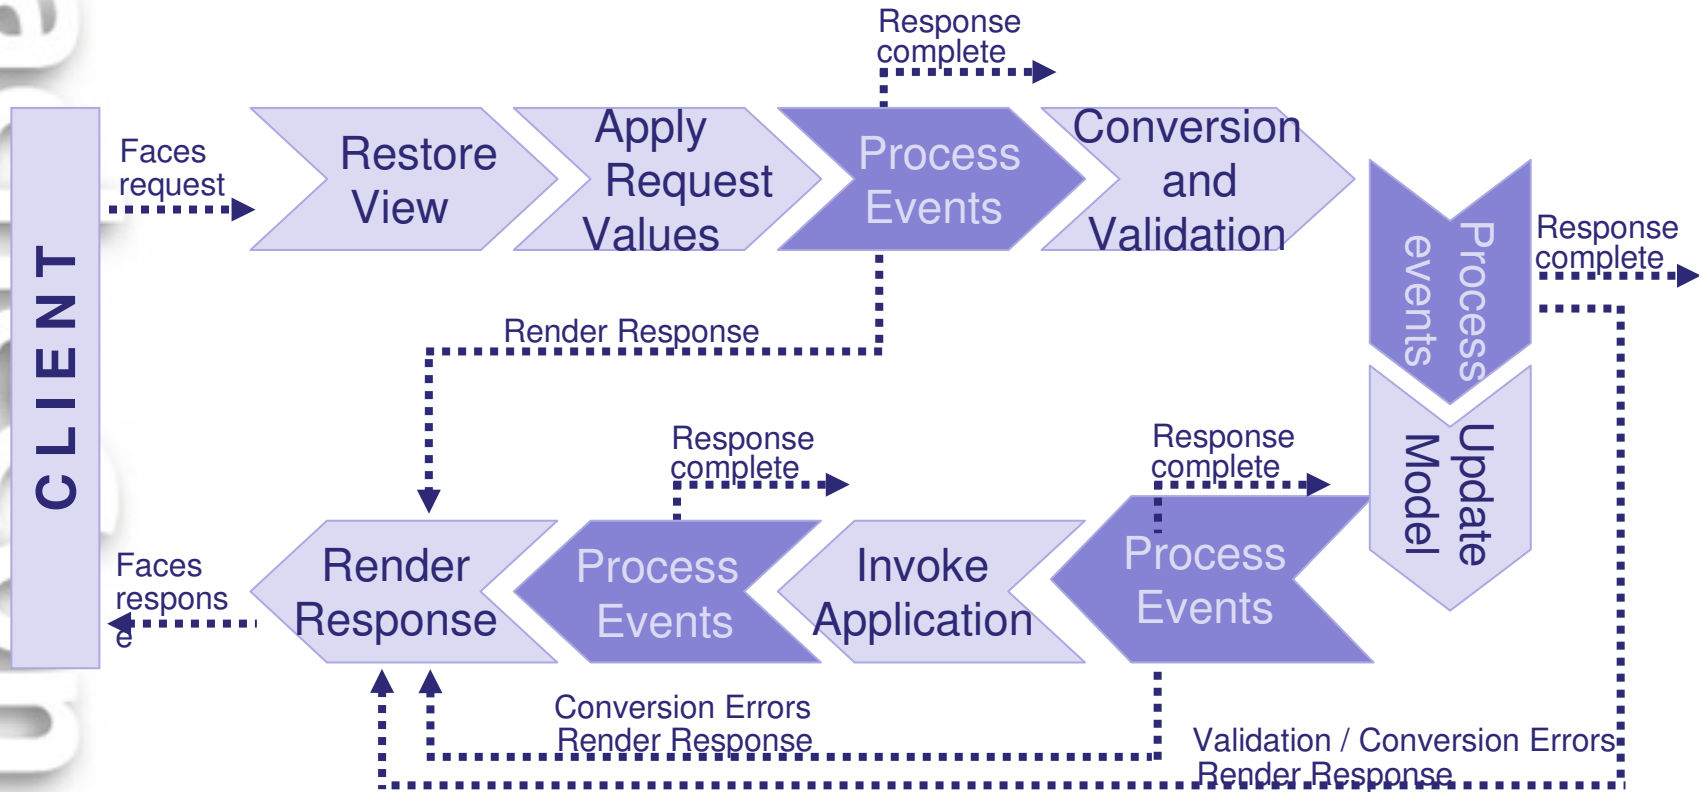 Response
complete
CLIENT
Faces
request
Restore
View
Apply
Request
Values
Process
Events
Conversion
and
Validation
Process
events
Response
complete
Render Response
Update
Model
Response
complete
Process
Events
Invoke
Application
Response
complete
Process
Events
Render
Response
Faces
respons
e
Conversion Errors
Render Response
Validation / Conversion Errors
Render Response